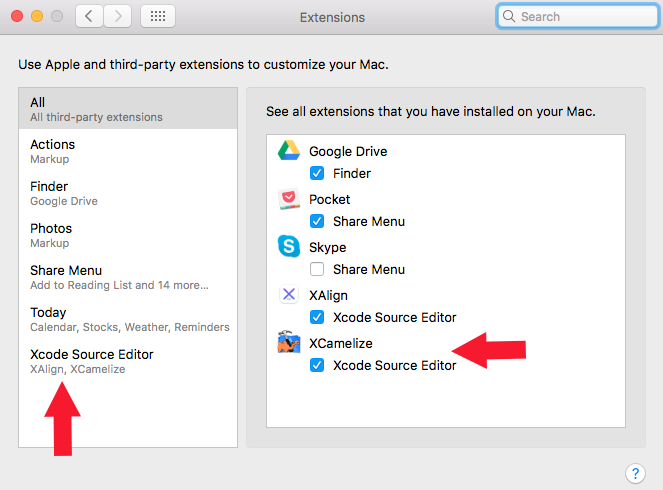 Extensions
Search
Use Apple and third-party extensions to customize your Mac.
All
All third-party extensions
Actions
Markup
Finder
Google Drive
Photos
Markup
Share Menu
Add to Reading List and 14 more...
Today
Calendar, Stocks, Weather, Reminders
Xcode Source Editor
XAlign, XCamelize
See all extensions that you have installed on your Mac.
Google Drive
Finder
Pocket
Share Menu
Skype
Share Menu
XAlign
Xcode Source Editor
XCamelize
Xcode Source Editor
?